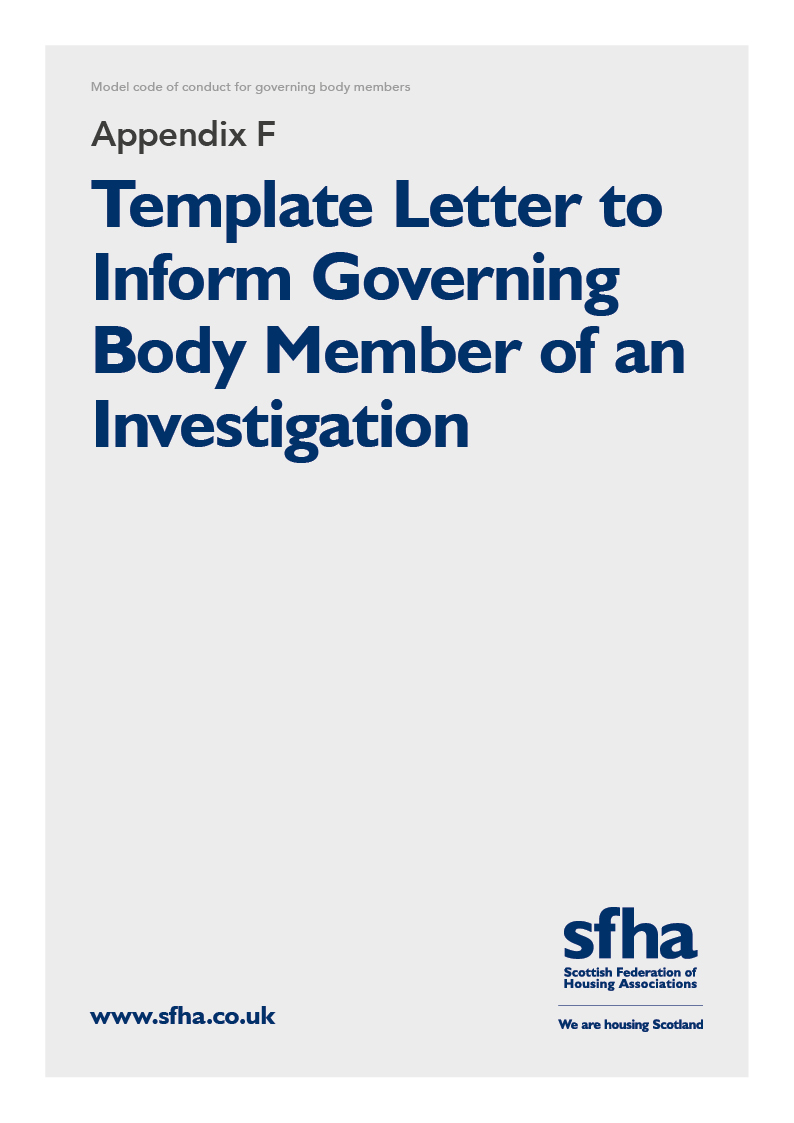 Model code of conduct for governing body members
Appendix F
Template Letter to
Inform Governing
Body Member of an
Investigation
sfha
Scottish Federation of
Housing Associations
www.sfha.co.uk
We are housing Scotland